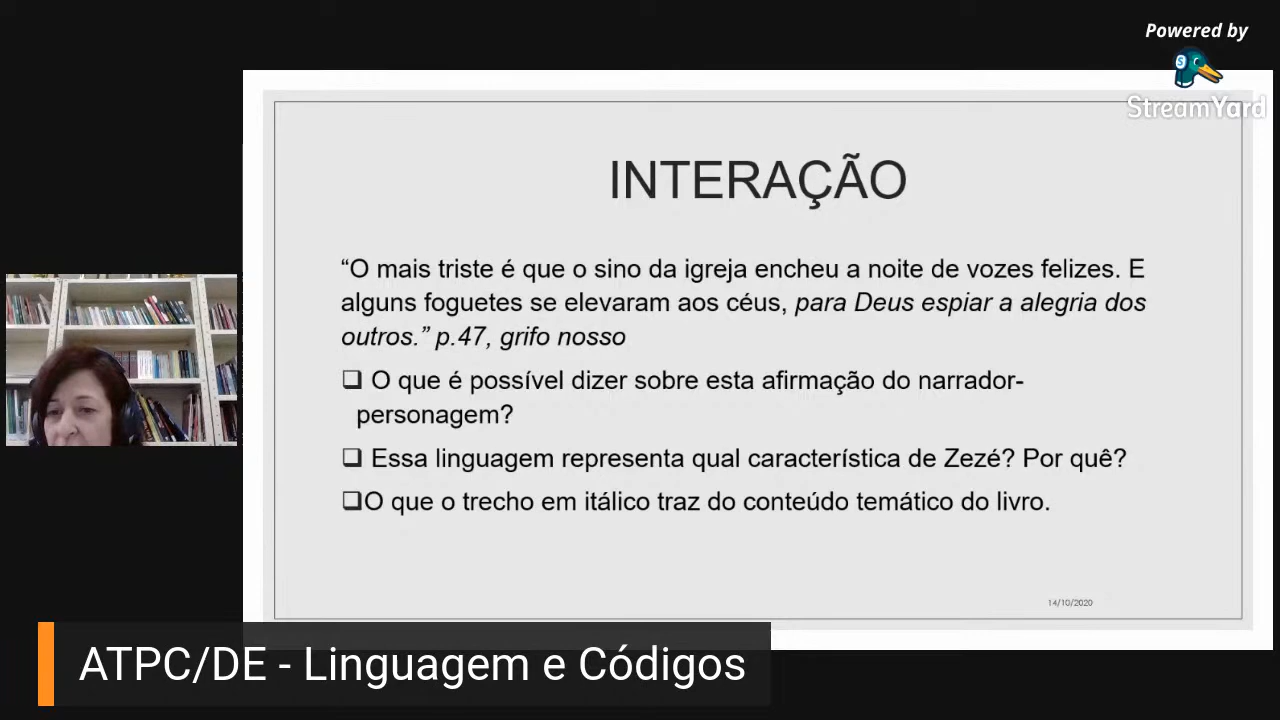 Powered by
StreamYard
INTERAÇÃO
“O mais triste é que o sino da igreja encheu a noite de vozes felizes. E
alguns foguetes se elevaram aos céus, para Deus espiar a alegria dos
outros.” p.47, grifo nosso
❑ O que é possível dizer sobre esta afirmação do narrador-
personagem?
❑ Essa linguagem representa qual característica de Zezé? Por quê?
❑O que o trecho em itálico traz do conteúdo temático do livro.
14/10/2020
ATPC/DE - Linguagem e Códigos